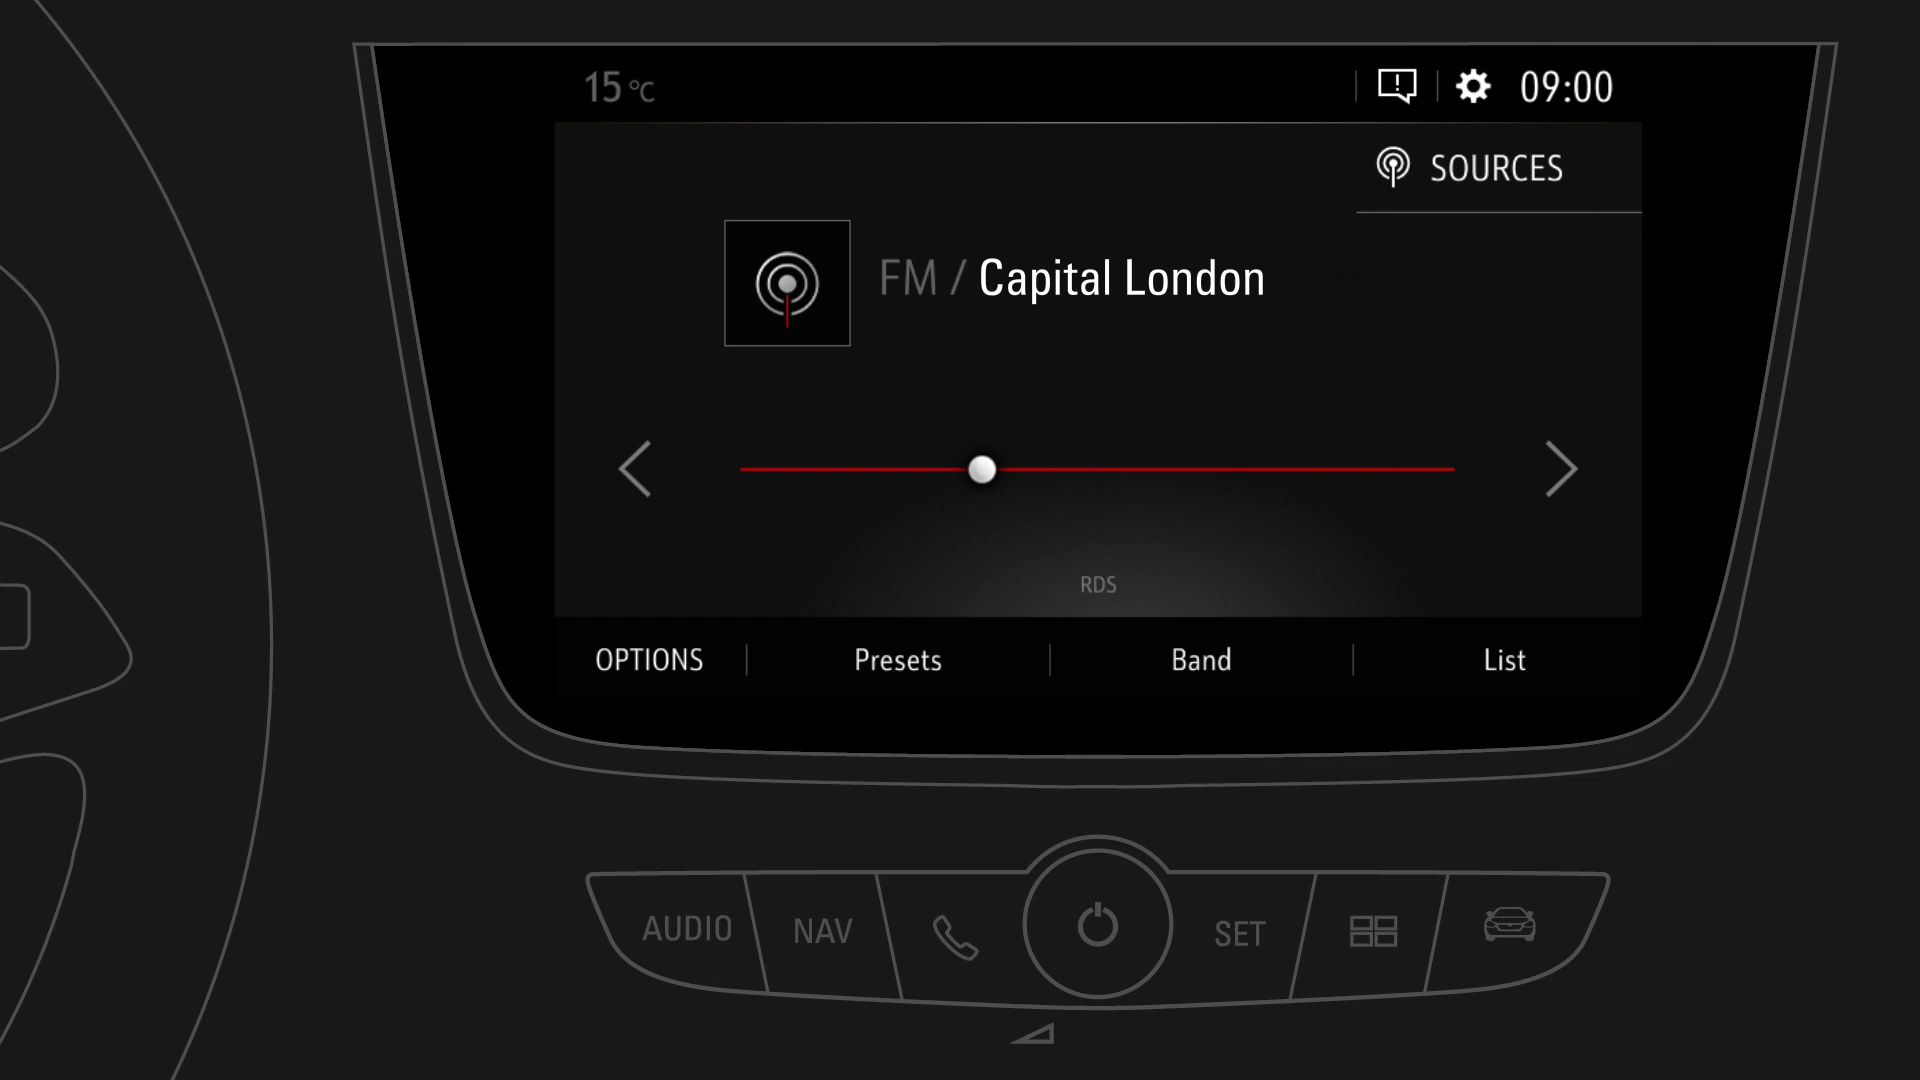 15 °C
09:00
SOURCES
FM / Capital London
RDS
OPTIONS
Presets
Band
List
AUDIO
NAV
SET